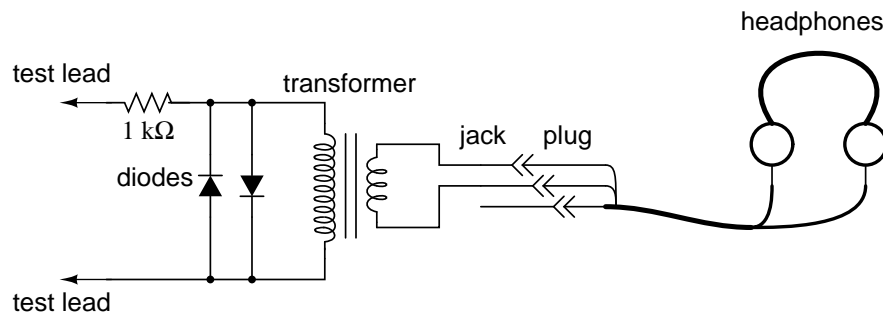 headphones
test lead
transformer
1 kΩ
jack
plug
diodes
test lead